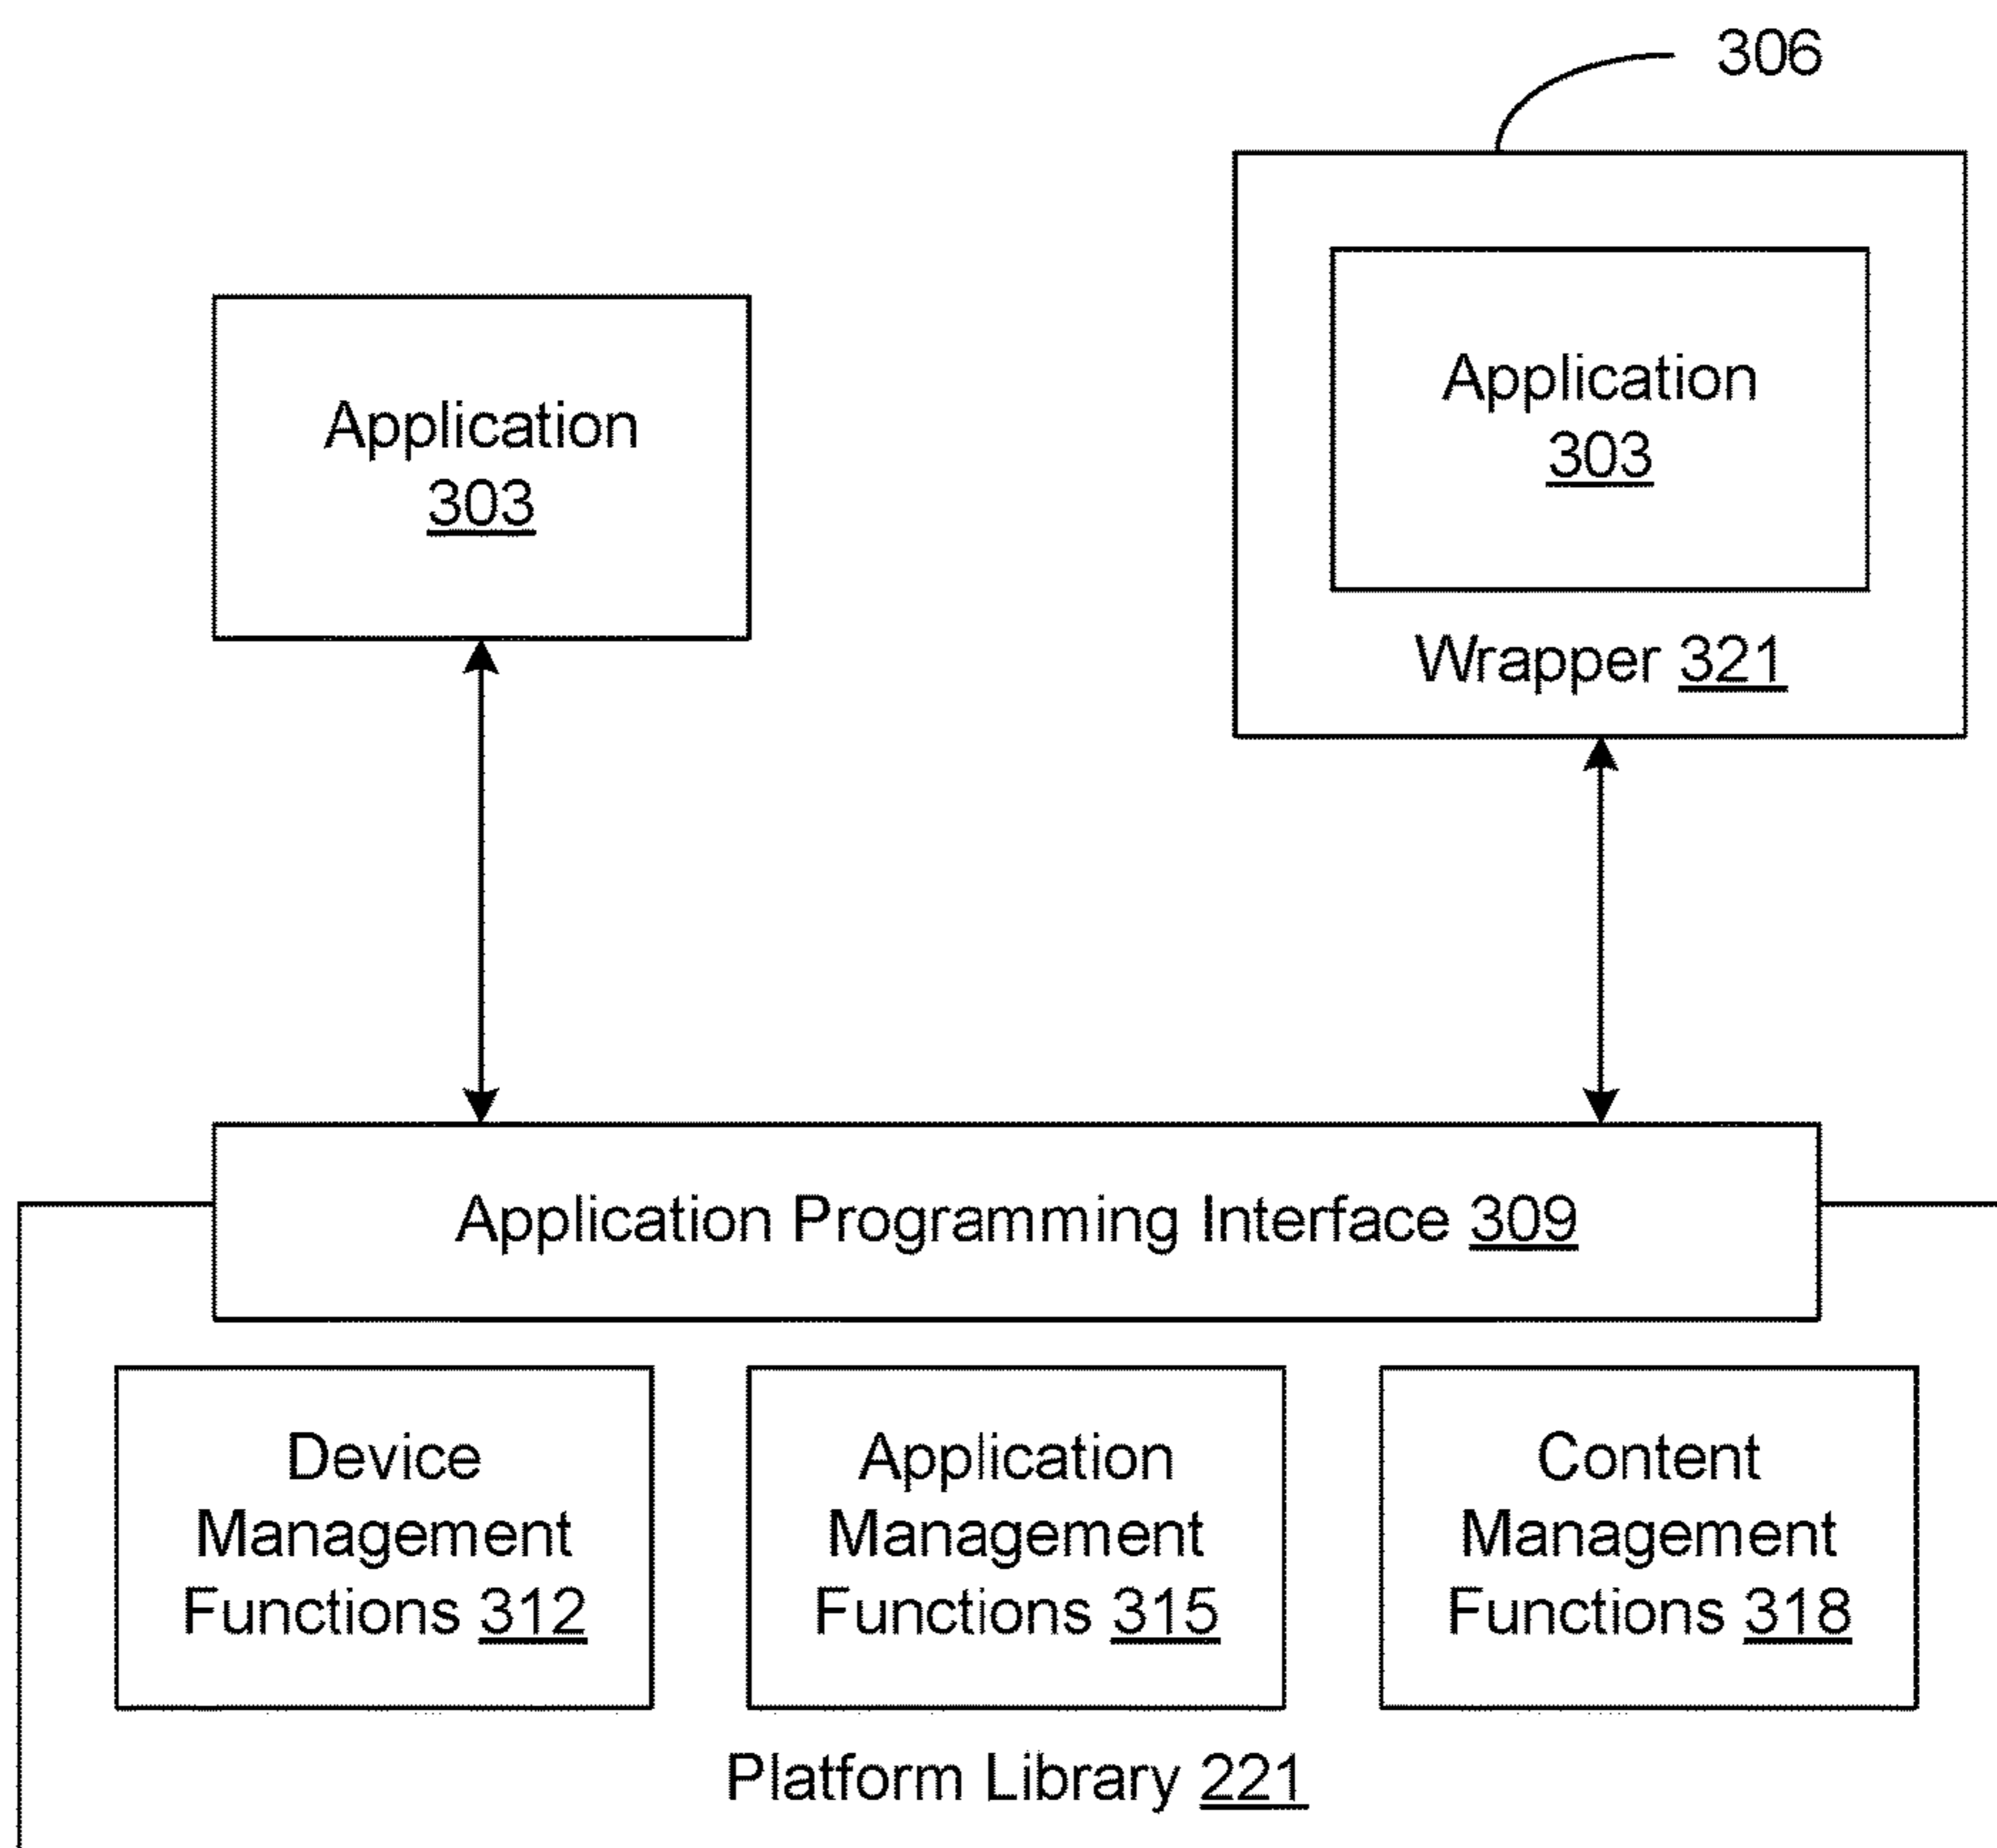 306
Application
303
Application
303
Wrapper 321
Application Programming Interface 309
Device
Management
Functions 312
Application
Management
Functions 315
Content
Management
Functions 318
Platform Library 221